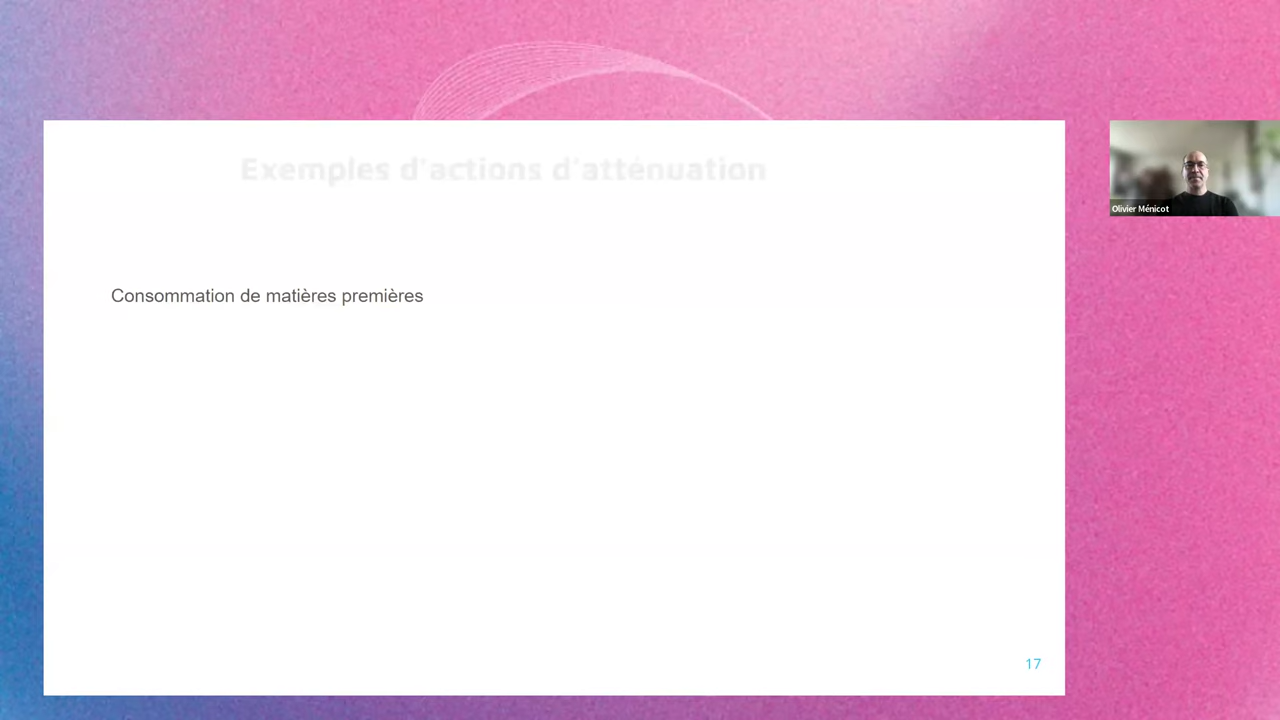 Exemples d'actions d'atténuation
Consommation de matières premières
17
Olivier Ménicot